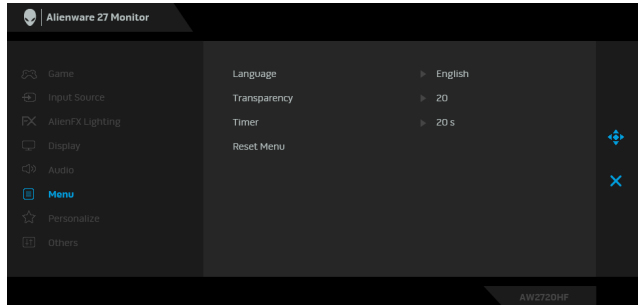 Alienware 27 Monitor
Game
Input Source
AlienFX Lighting
Display
Audio
Menu
Personalize
Others
Language English
Transparency 20
Timer 20 s
Reset Menu
AW2720HF